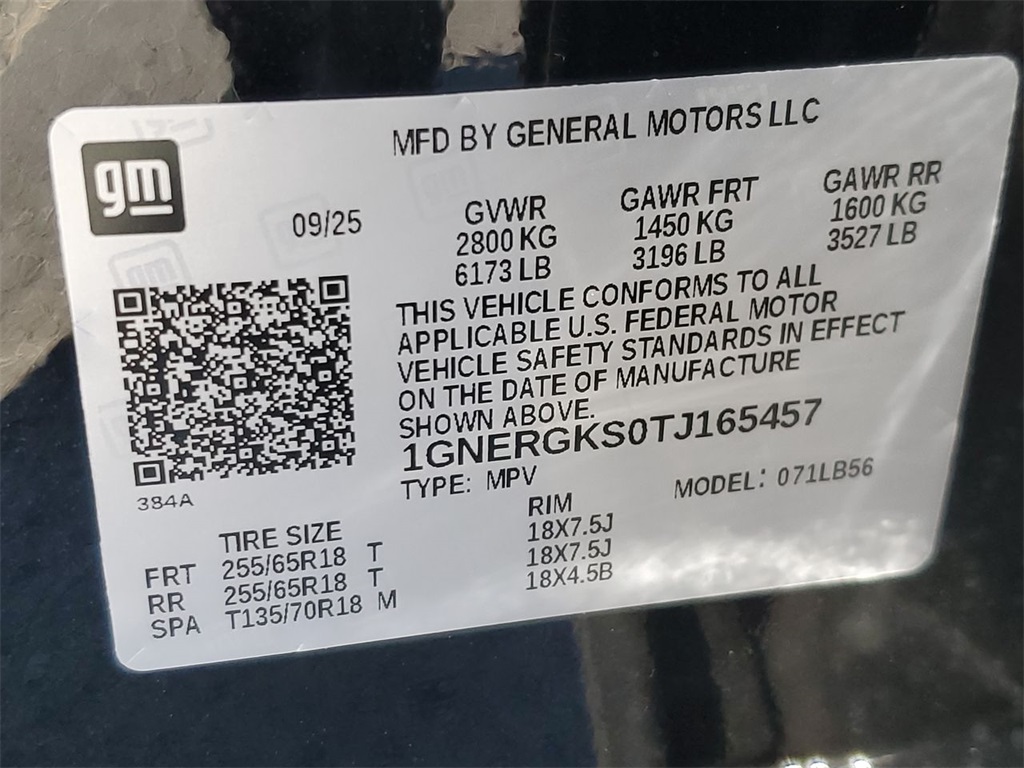 gm
MFD BY GENERAL MOTORS LLC
09/25
GVWR
2800 KG
6173 LB
GAWR FRT
1450 KG
3196 LB
GAWR RR
1600 KG
3527 LB
THIS VEHICLE CONFORMS TO ALL
APPLICABLE U.S. FEDERAL MOTOR
VEHICLE SAFETY STANDARDS IN EFFECT
ON THE DATE OF MANUFACTURE
SHOWN ABOVE.
1GNERGKS0TJ165457
TYPE: MPV MODEL: 071LB56
384A
TIRE SIZE RIM
FRT 255/65R18 T 18X7.5J
RR 255/65R18 T 18X7.5J
SPA T135/70R18 M 18X4.5B